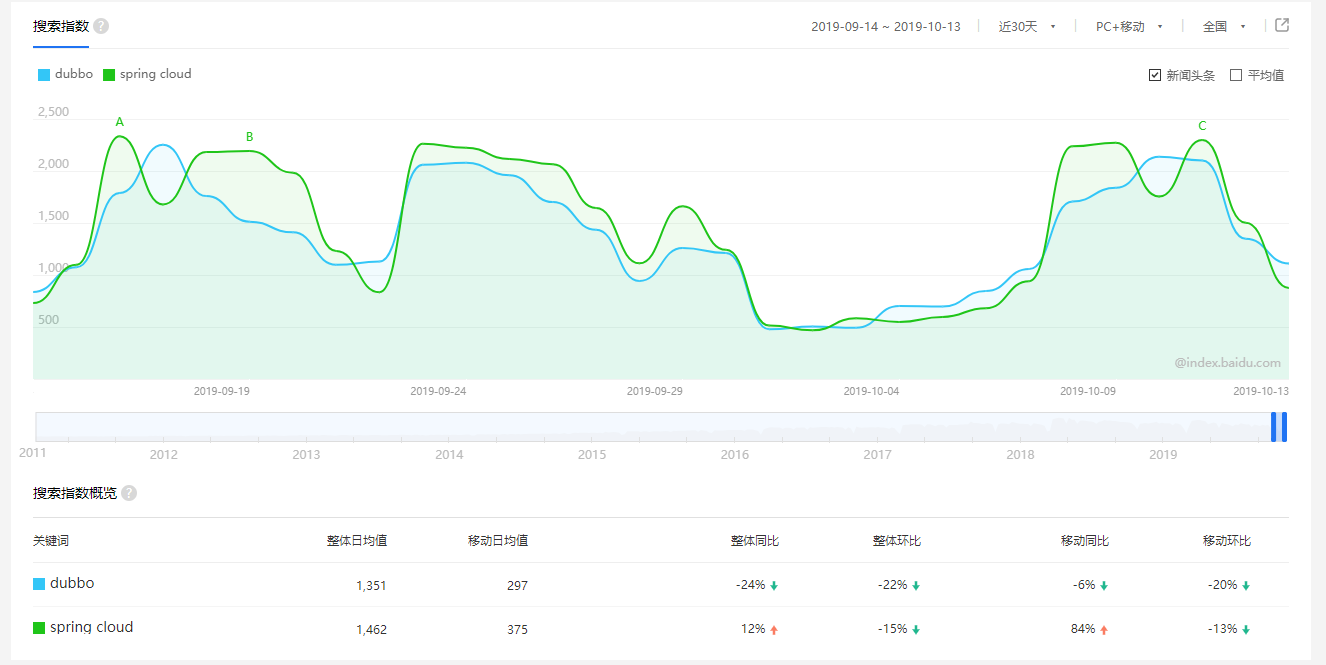 搜索指数 ? 2019-09-14 ~ 2019-10-13 近30天 PC+移动 全国
dubbo spring cloud 新闻头条 平均值
2,500
A
B
C
2,000
1,500
1,000
500
@index.baidu.com
2019-09-19 2019-09-24 2019-09-29 2019-10-04 2019-10-09 2019-10-13
2011 2012 2013 2014 2015 2016 2017 2018 2019
搜索指数概览 ?
关键词 整体日均值 移动日均值 整体同比 整体环比 移动同比 移动环比
dubbo 1,351 297 -24% -22% -6% -20%
spring cloud 1,462 375 12% -15% 84% -13%